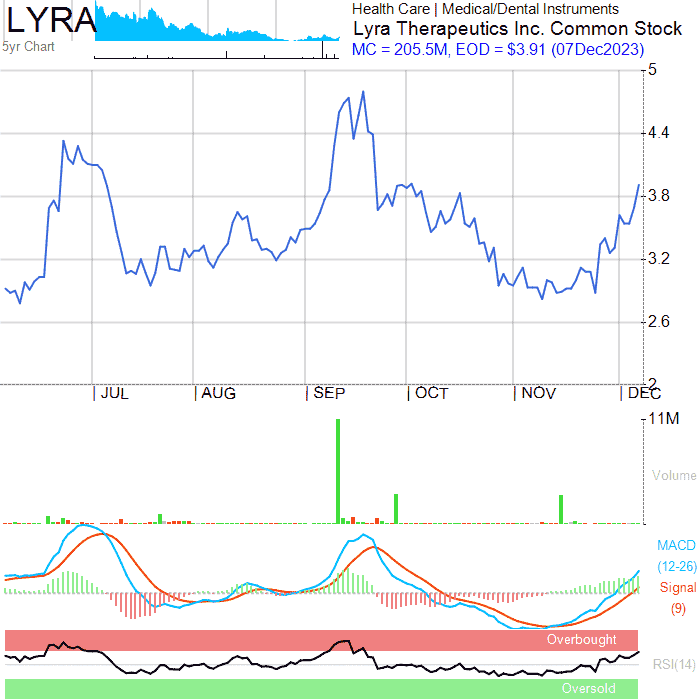 LYRA
5yr Chart
Health Care | Medical/Dental Instruments
Lyra Therapeutics Inc. Common Stock
MC = 205.5M, EOD = $3.91 (07Dec2023)
5
4.4
3.8
3.2
2.6
2
JUL AUG SEP OCT NOV DEC
11M
Volume
MACD
(12-26)
Signal
(9)
Overbought
RSI(14)
Oversold